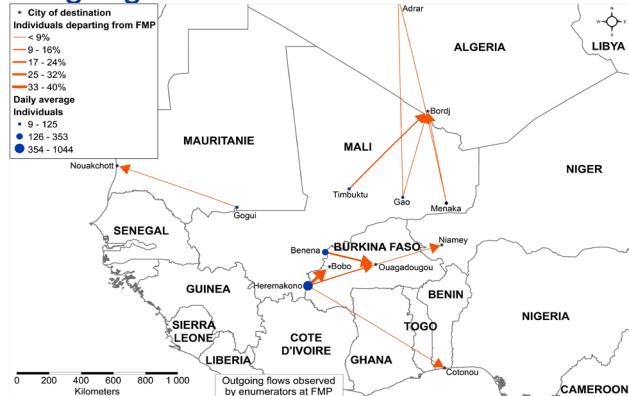 City of destination
Individuals departing from FMP
< 9%
9 - 16%
17 - 24%
25 - 32%
33 - 40%
Daily average
Individuals
9 - 125
126 - 353
354 - 1044
Adrar
ALGERIA
N
W E
S
LIBYA
Bordj
MAURITANIE
MALI
NIGER
Nouakchott
Timbuktu
Gao
Menaka
Gogui
SENEGAL
Niamey
Benena
BURKINA FASO
Bobo
Ouagadougou
GUINEA
Heremakono
BENIN
NIGERIA
SIERRA
LEONE
COTE
D'IVOIRE
TOGO
LIBERIA
GHANA
Cotonou
0 200 400 600 800 1 000
Kilometers
Outgoing flows observed
by enumerators at FMP
CAMEROON